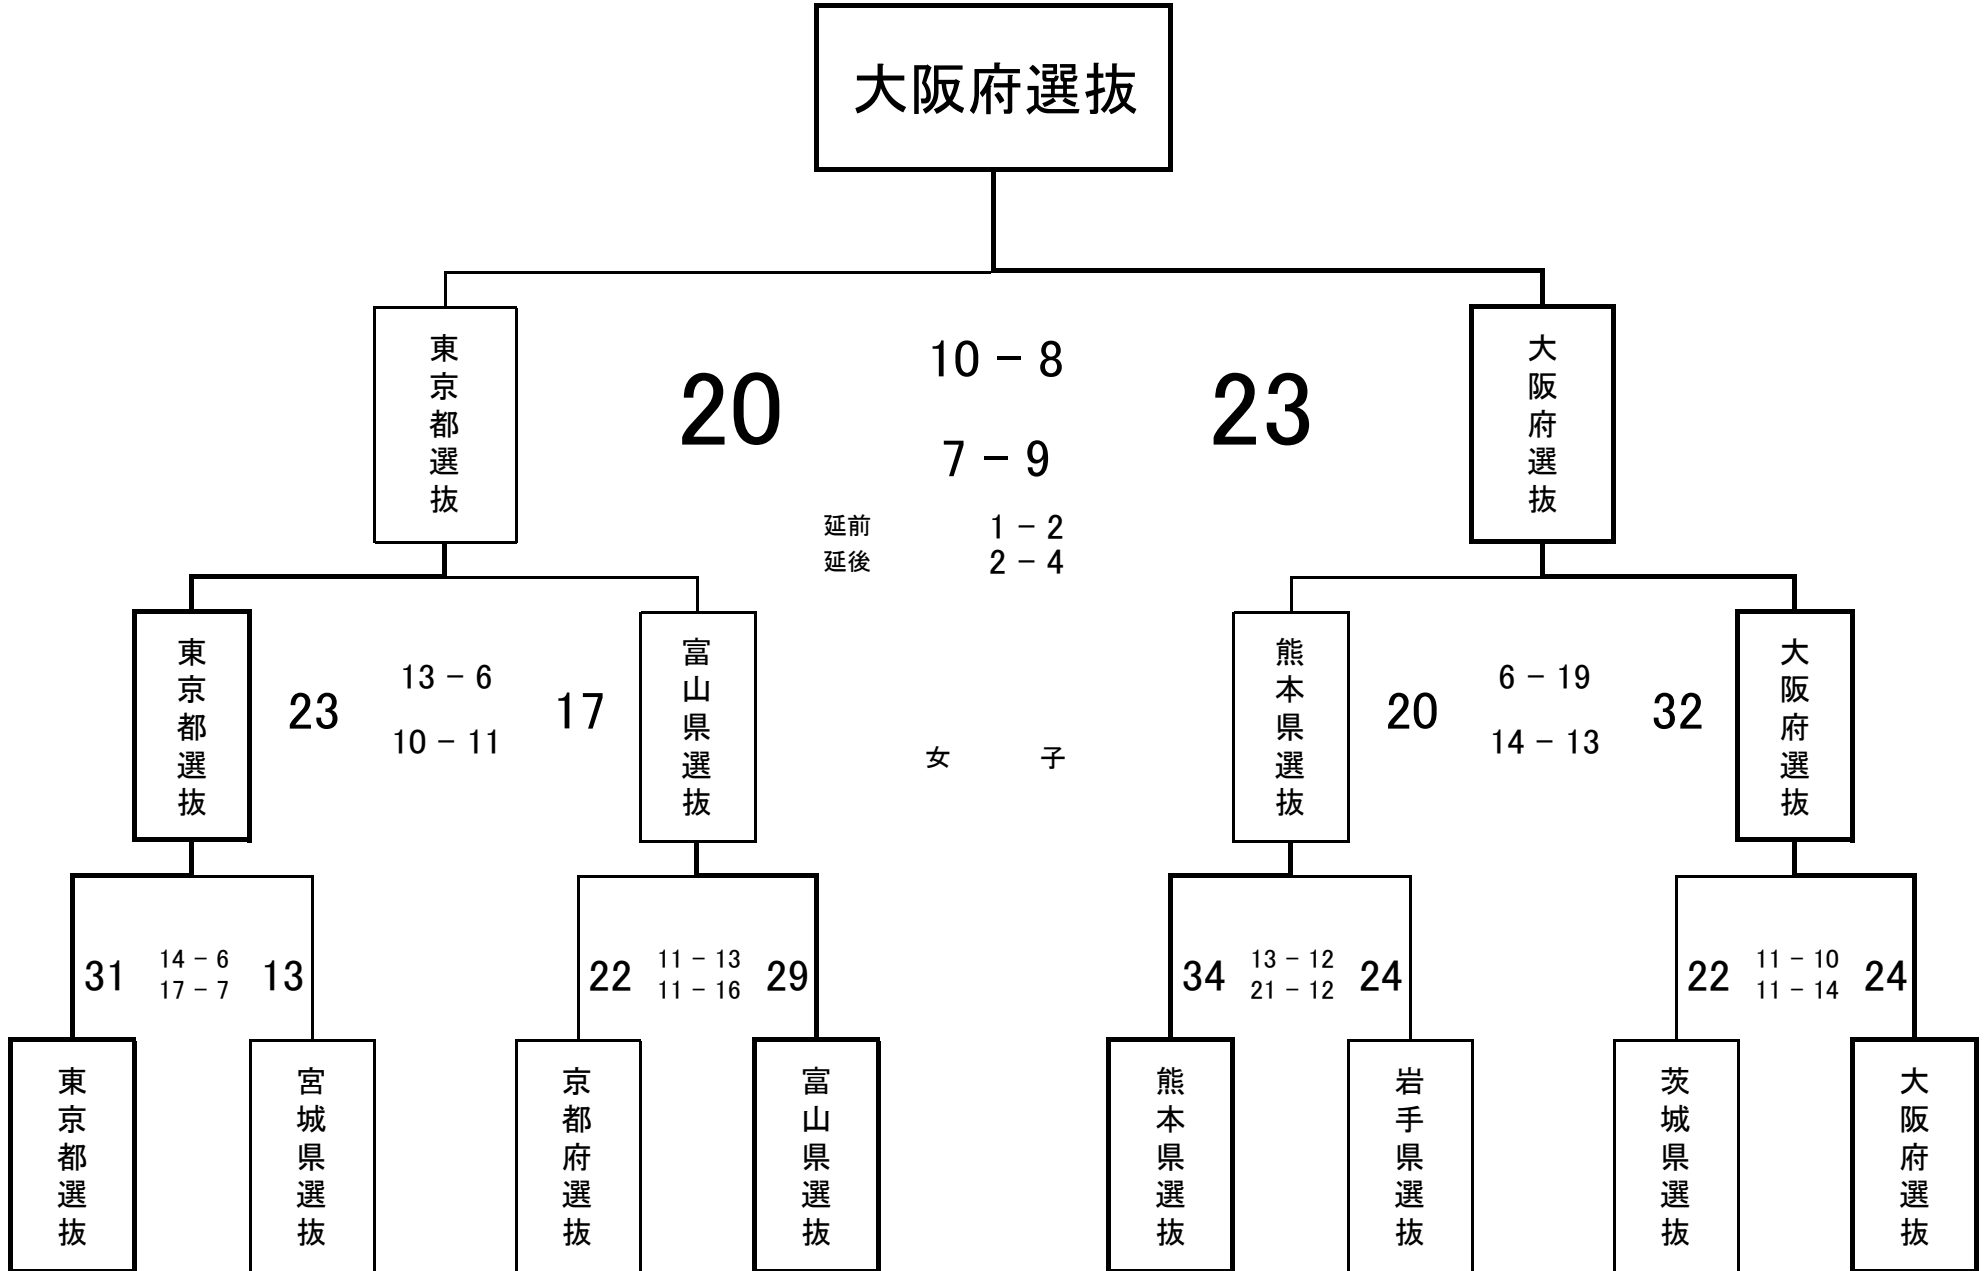 大阪府選抜
東京都選抜
20
10 − 8
7 − 9
延前 1 − 2
延後 2 − 4
23
大阪府選抜
東京都選抜
23
13 − 6
10 − 11
17
富山県選抜
女 子
熊本県選抜
20
6 − 19
14 − 13
32
大阪府選抜
31
14 − 6
17 − 7
13
22
11 − 13
11 − 16
29
34
13 − 12
21 − 12
24
22
11 − 10
11 − 14
24
東京都選抜
宮城県選抜
京都府選抜
富山県選抜
熊本県選抜
岩手県選抜
茨城県選抜
大阪府選抜